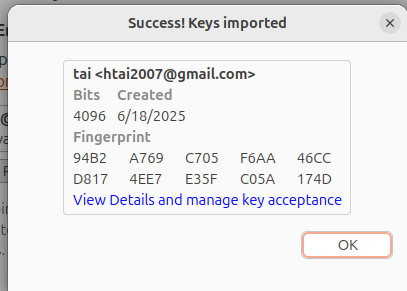 Success! Keys imported
tai <htai2007@gmail.com>
Bits Created
4096 6/18/2025
Fingerprint
94B2 A769 C705 F6AA 46CC
D817 4EE7 E35F C05A 174D
View Details and manage key acceptance
OK